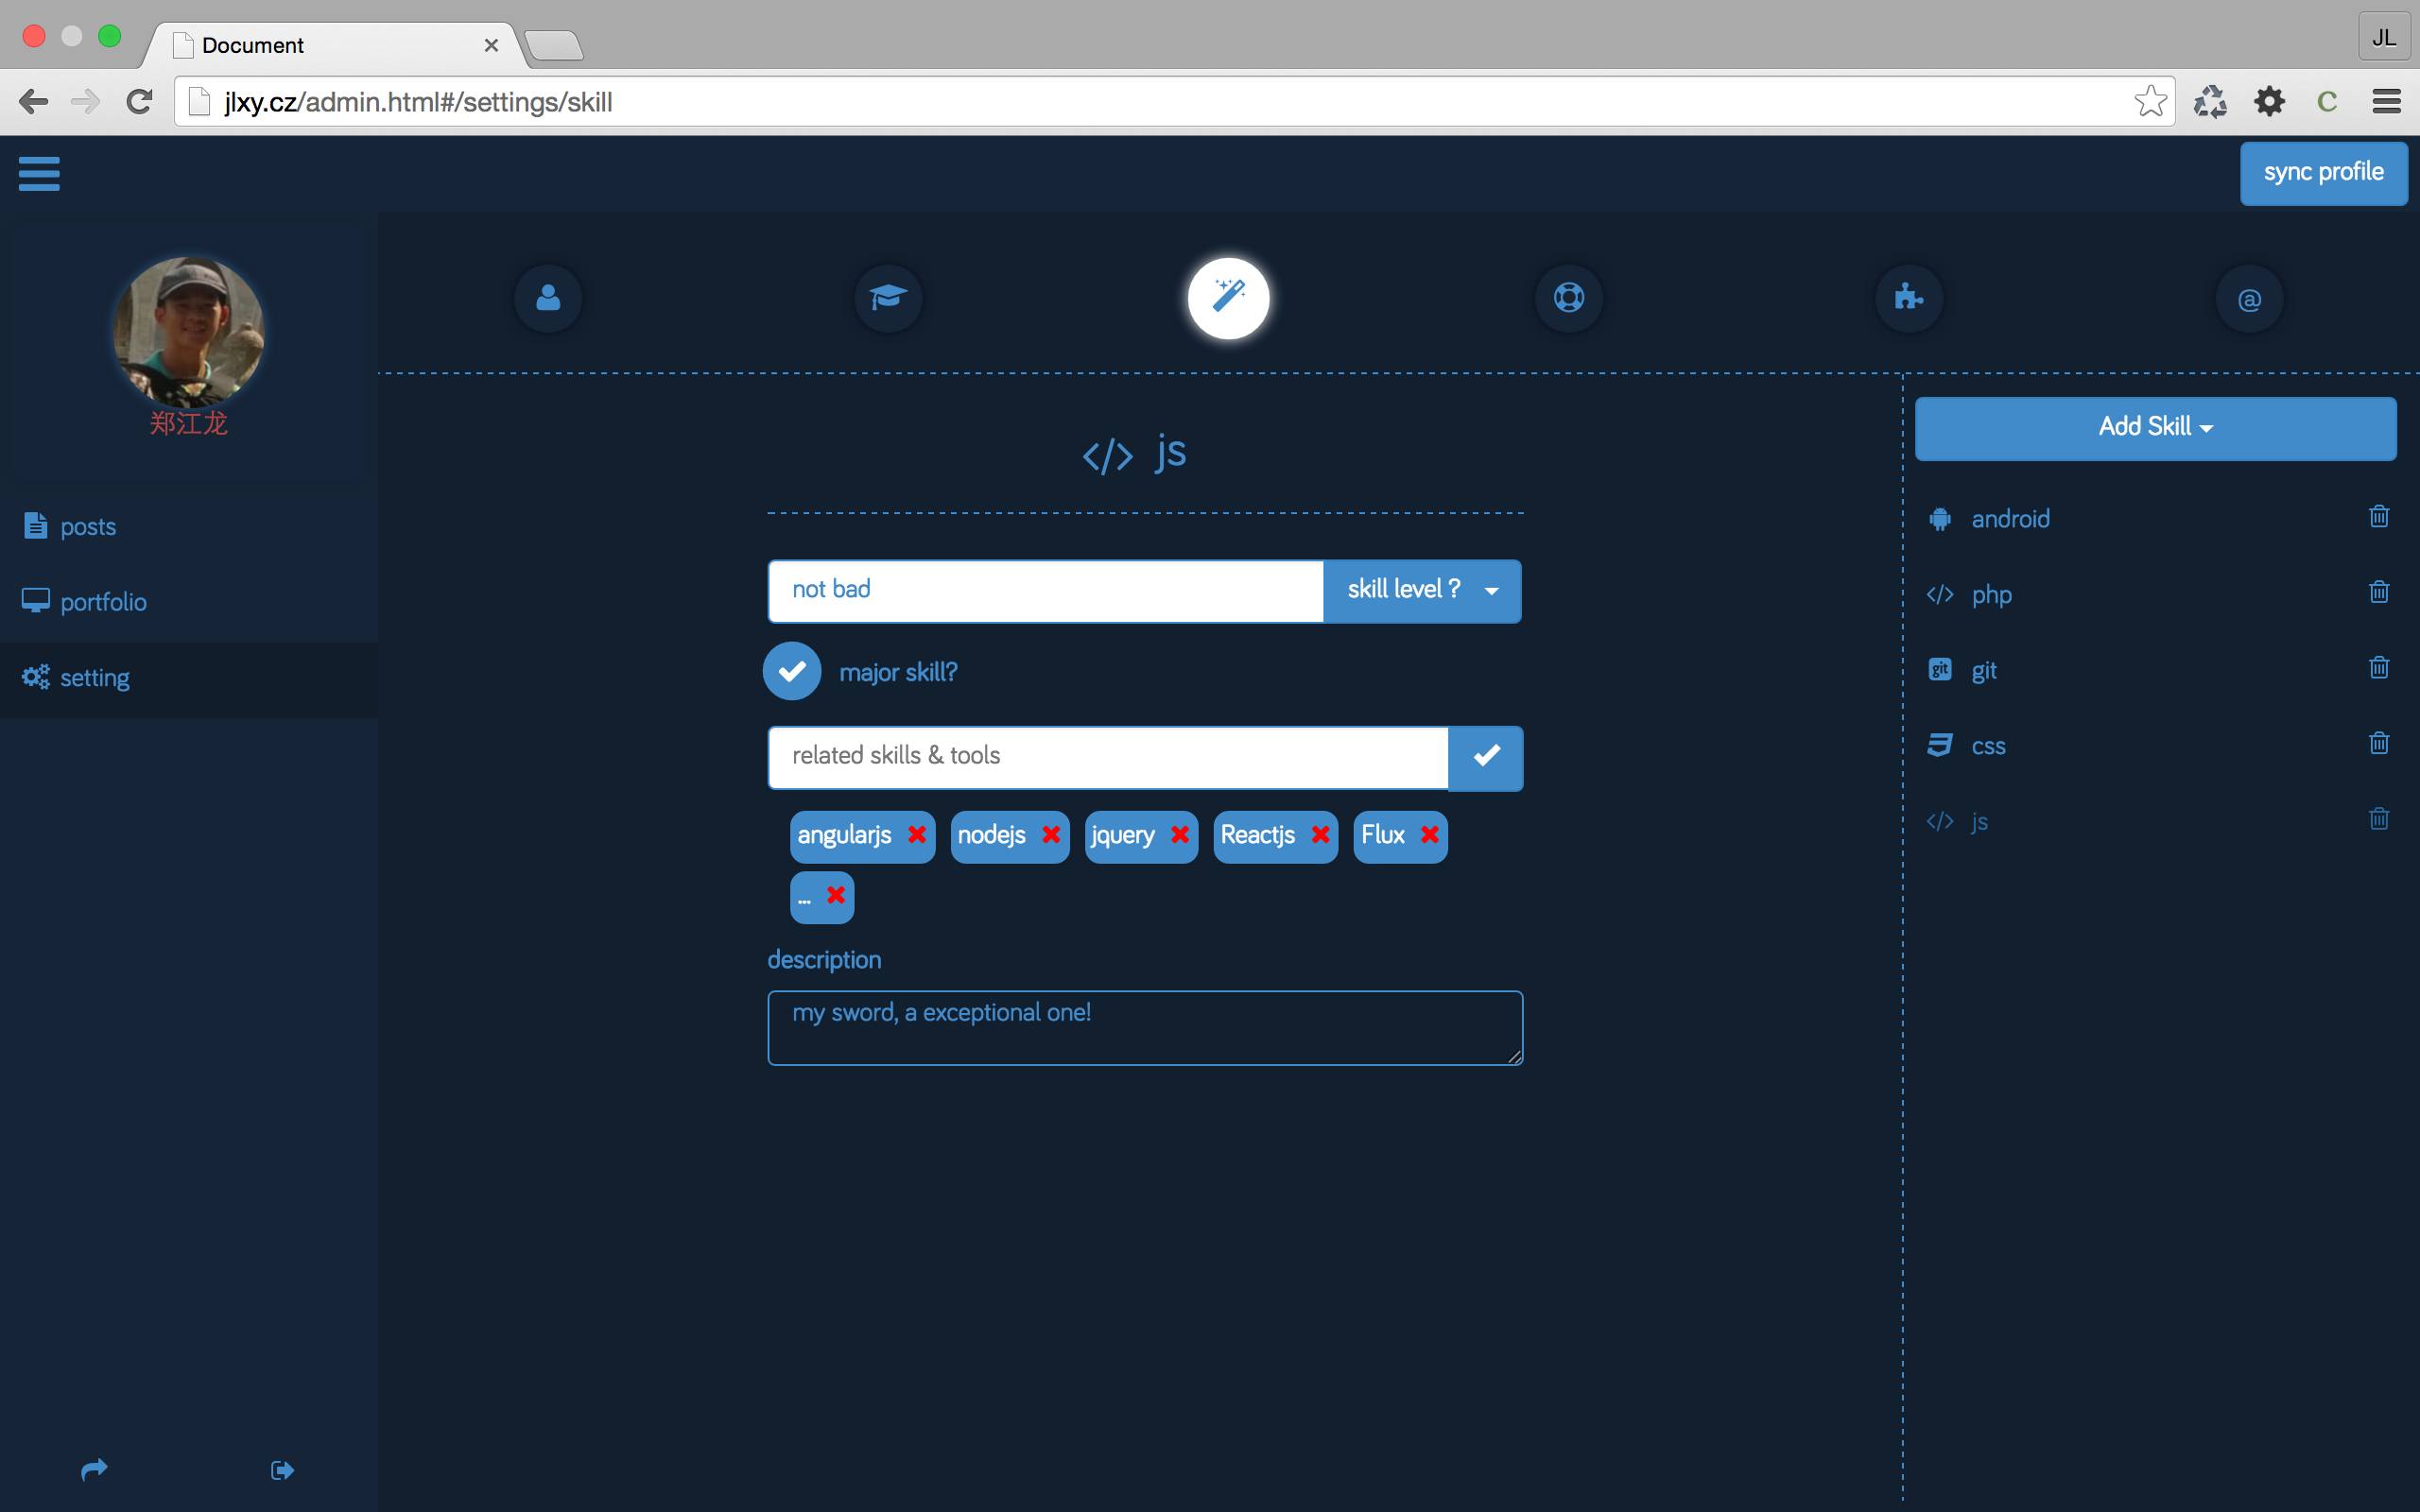 Document
JL
jlxy.cz/admin.html#/settings/skill
C
sync profile
郑江龙
posts
portfolio
setting
@
</> js
not bad
skill level ?
major skill?
related skills & tools
angularjs nodejs jquery Reactjs Flux
...
description
my sword, a exceptional one!
Add Skill
android
</> php
git git
css
</> js